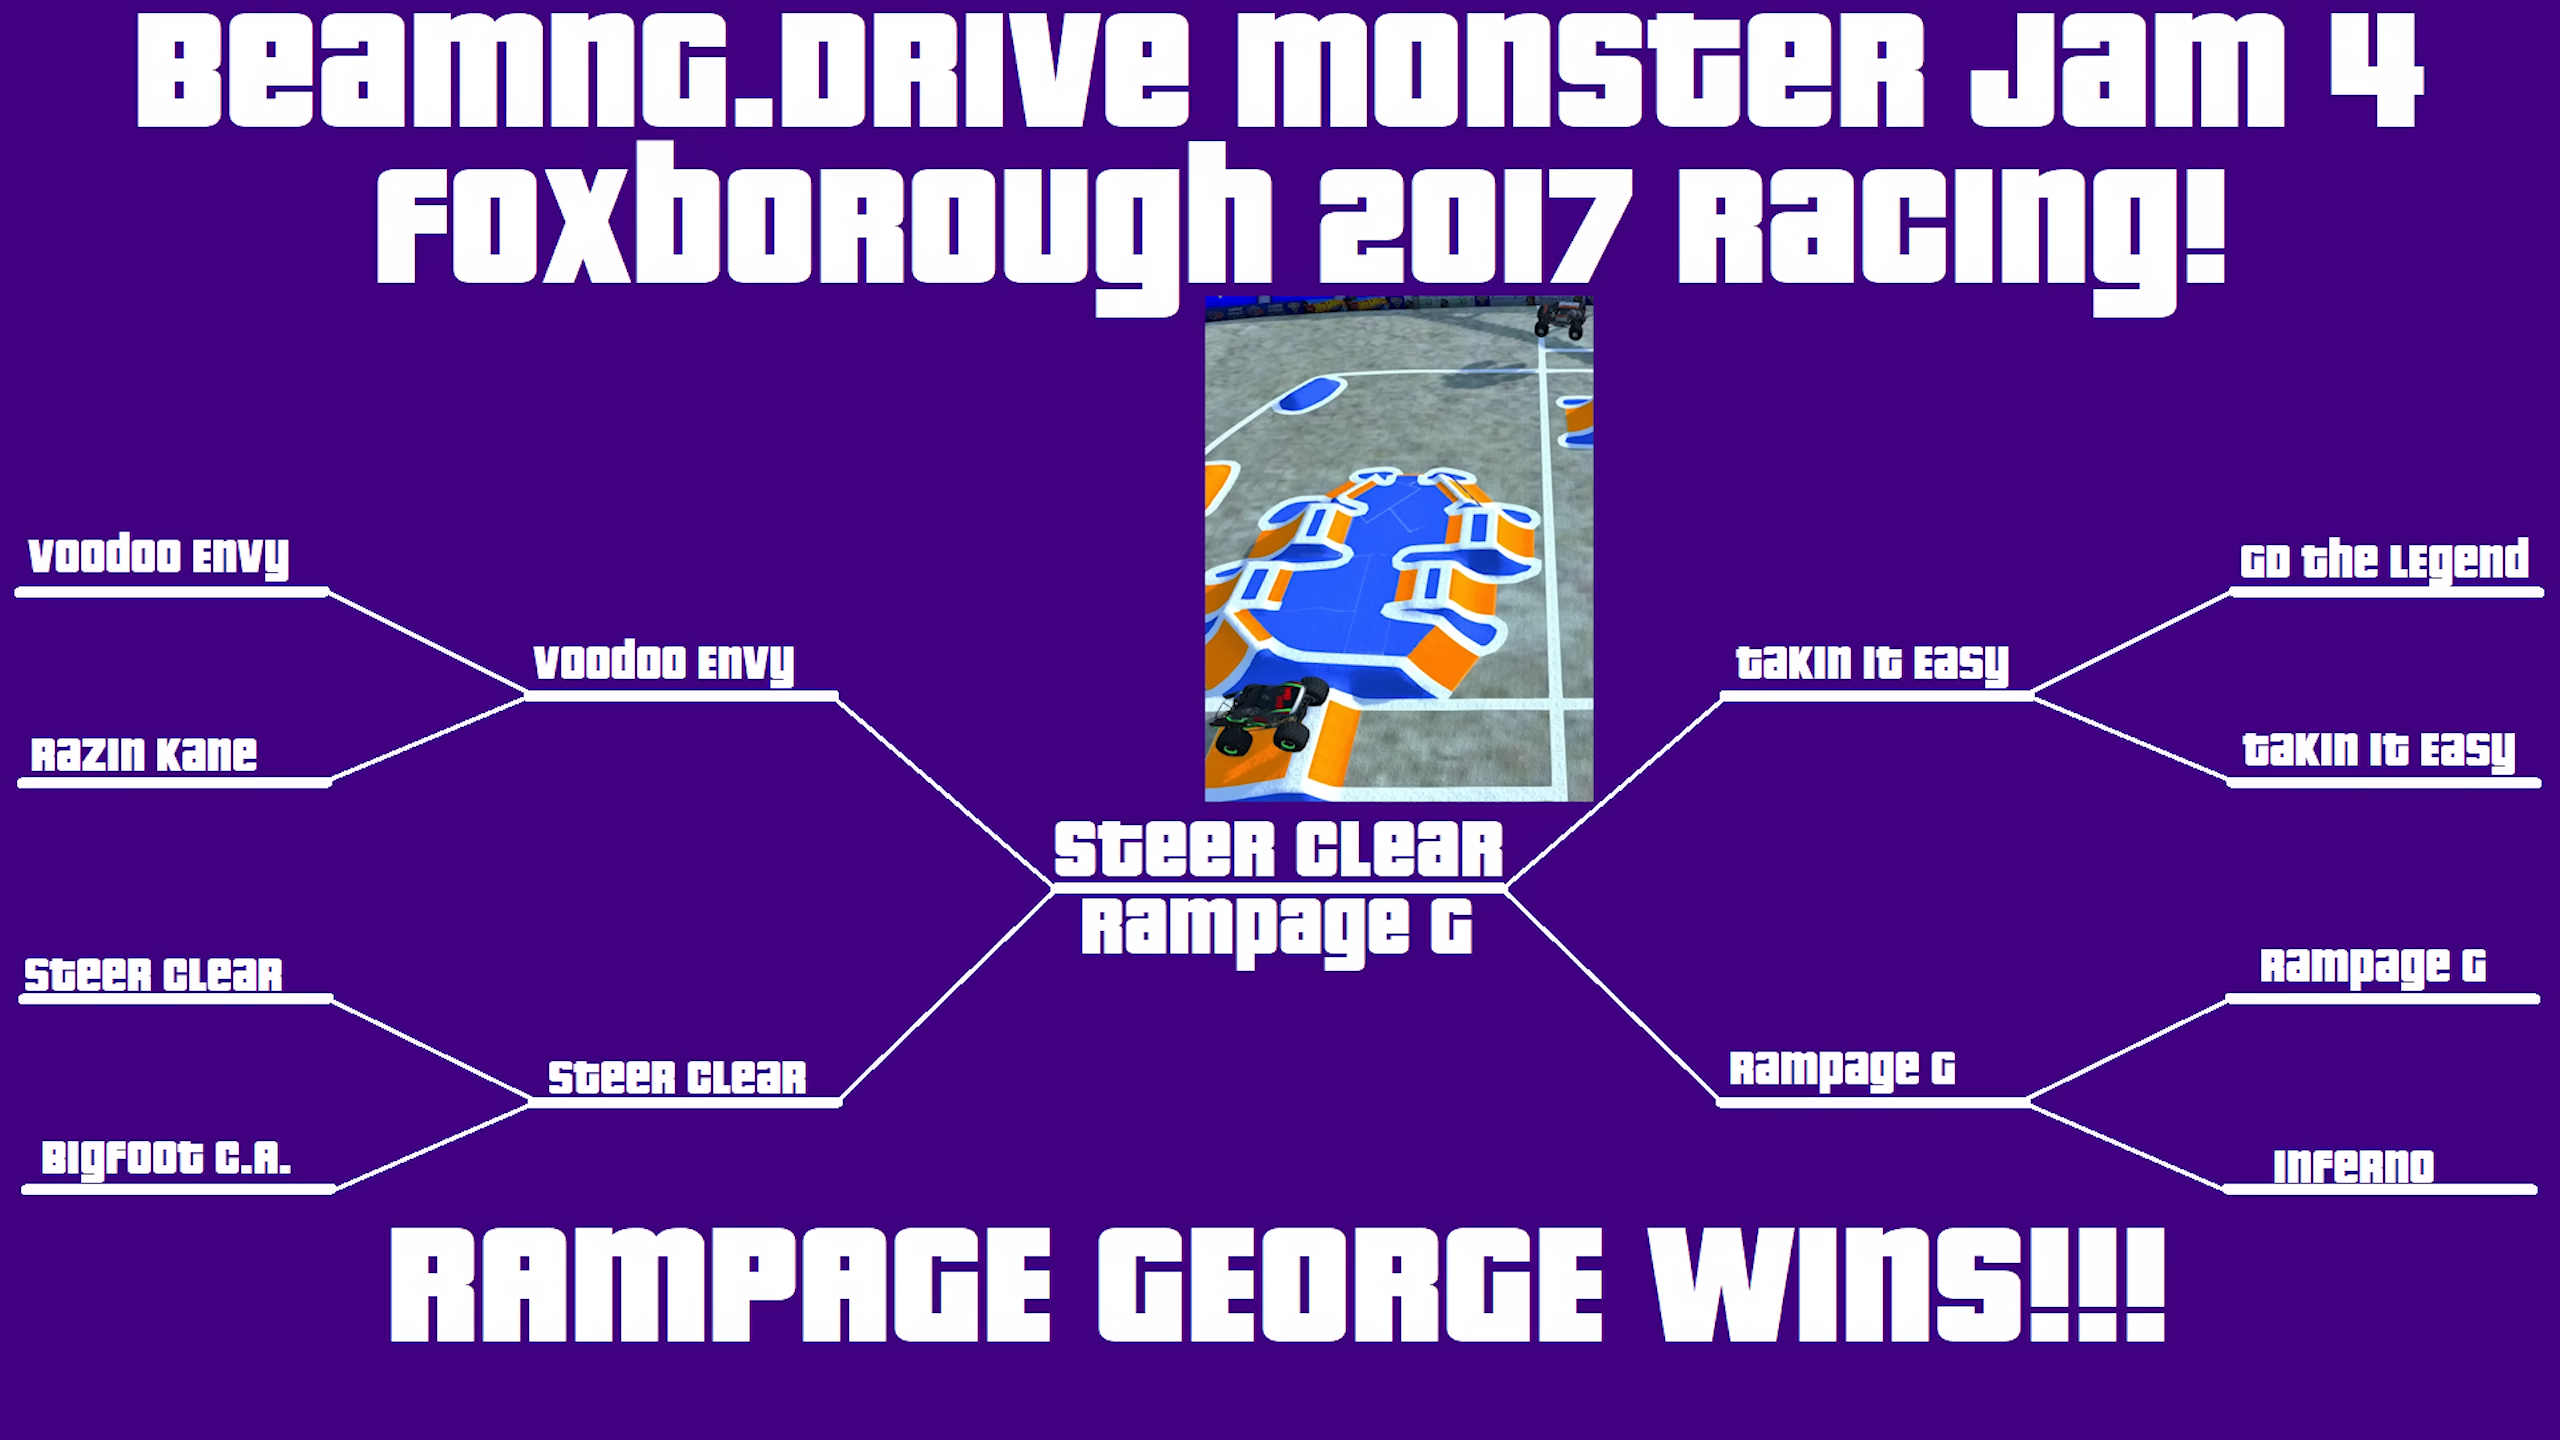 BeamNG.Drive Monster Jam 4
Foxborough 2017 Racing!
Voodoo Envy
Razin Kane
Steer Clear
Bigfoot C.A.
Voodoo Envy
Steer Clear
Steer Clear
Rampage G
Takin It Easy
Rampage G
GD The Legend
Takin It Easy
Rampage G
Inferno
RAMPAGE GEORGE WINS!!!